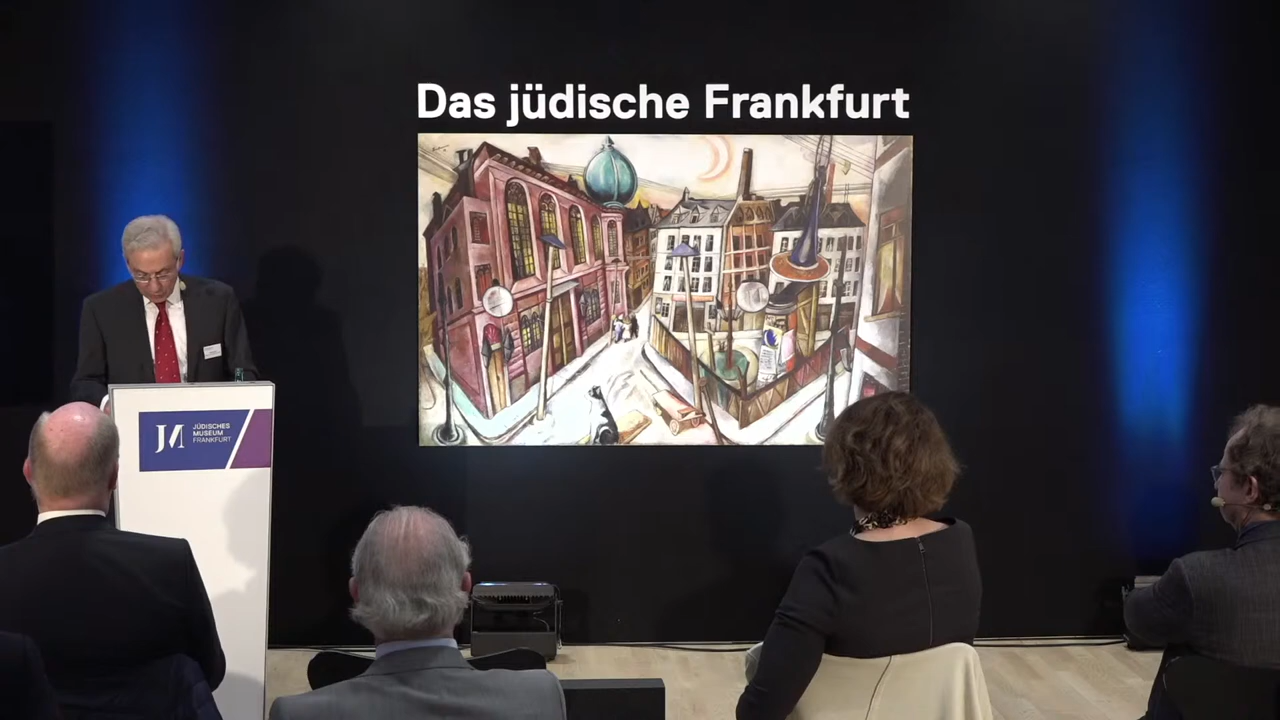 Das jüdische Frankfurt
JÜDISCHES
MUSEUM
FRANKFURT
JM